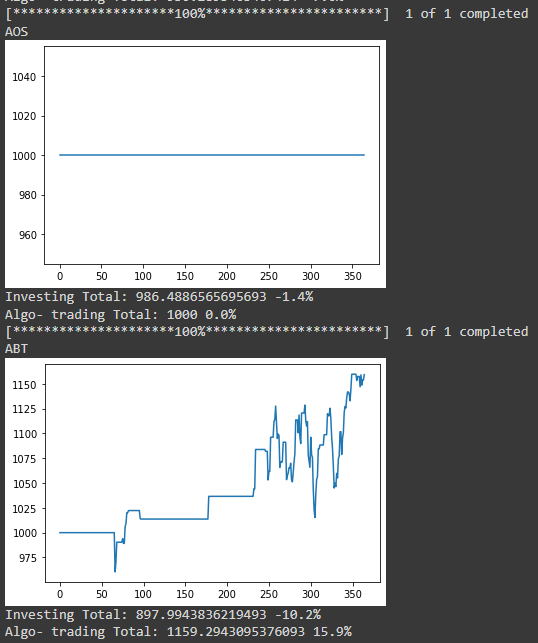 [*********************100%***********************]  1 of 1 completed
AOS
1040
1020
1000
980
960
0 50 100 150 200 250 300 350
Investing Total: 986.4886565695693 -1.4%
Algo- trading Total: 1000 0.0%
[*********************100%***********************]  1 of 1 completed
ABT
1150
1125
1100
1075
1050
1025
1000
975
0 50 100 150 200 250 300 350
Investing Total: 897.9943836219493 -10.2%
Algo- trading Total: 1159.2943095376093 15.9%